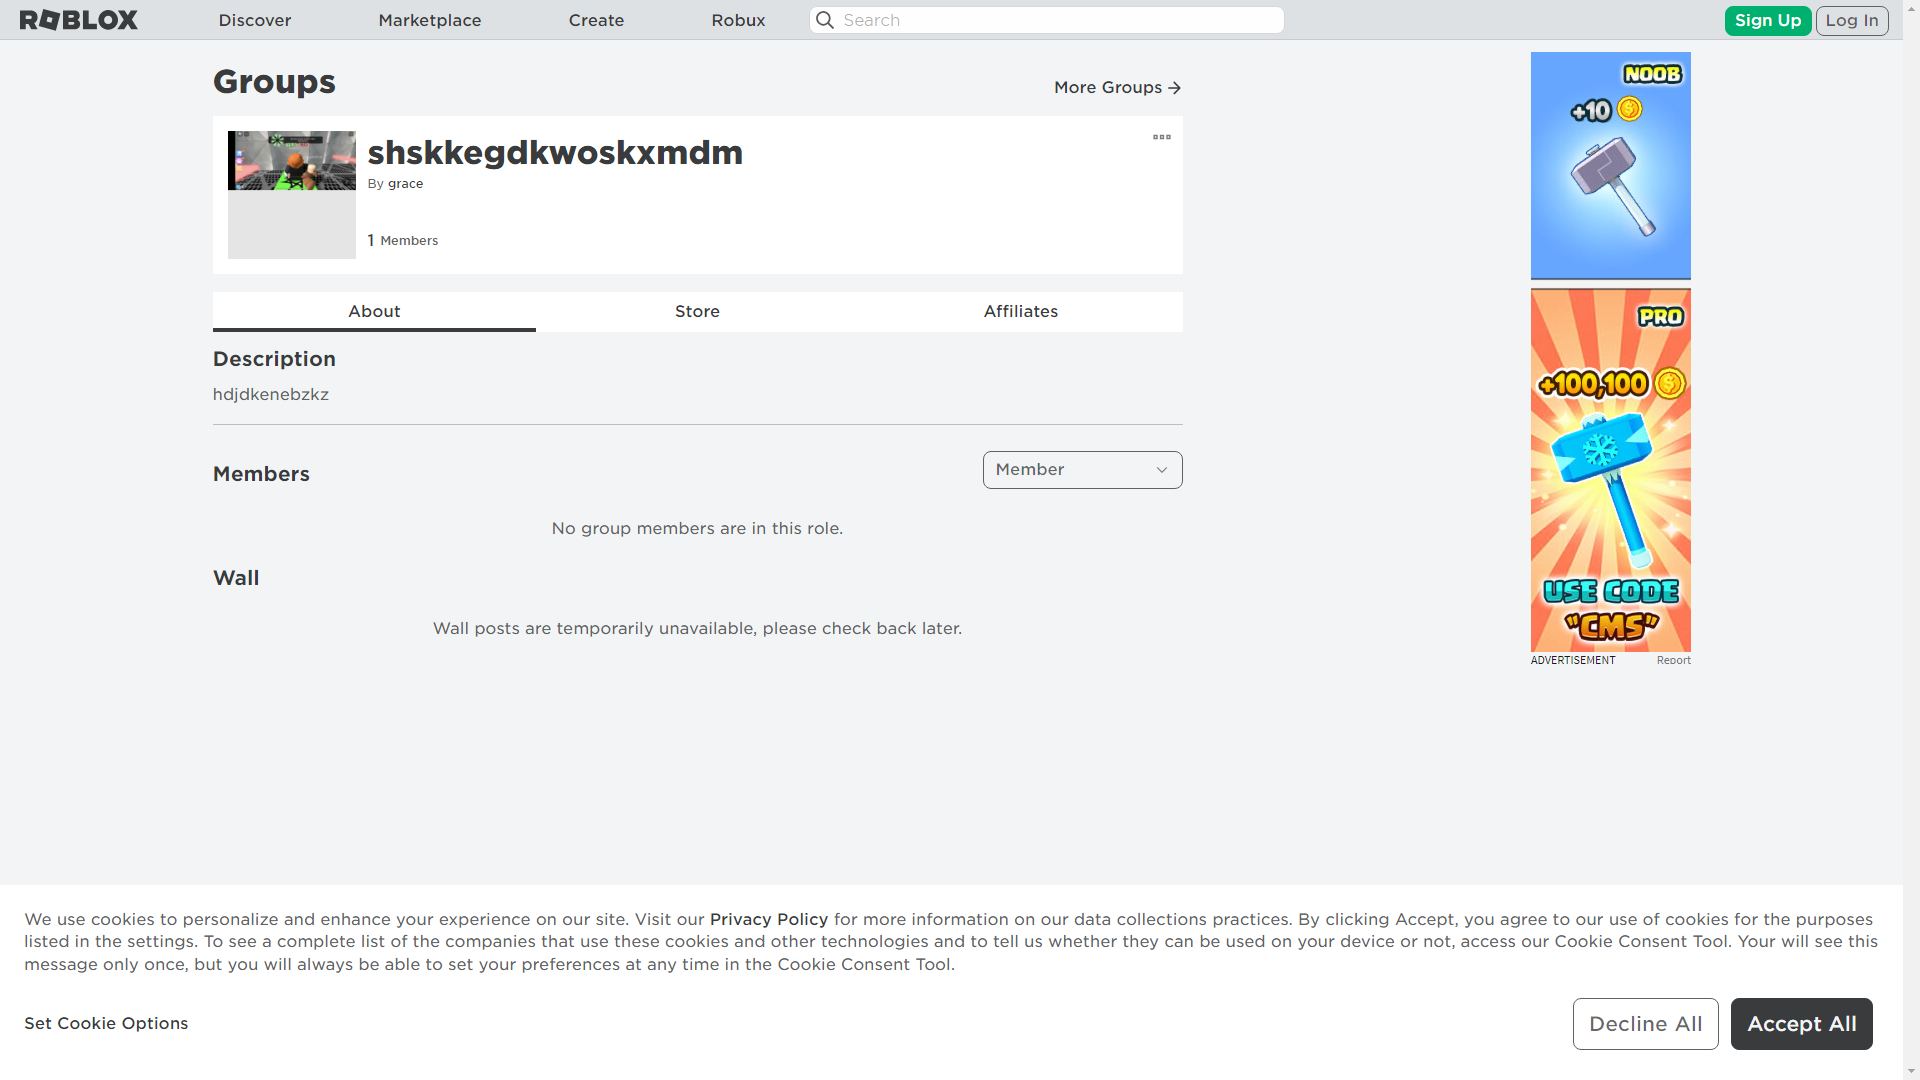 ROBLOX
Discover
Marketplace
Create
Robux
Search
Sign Up
Log In
Groups
More Groups
shskkegdkwoskxmdm
By grace
1 Members
About
Store
Affiliates
Description
hdjdkenebzkz
Members
Member
No group members are in this role.
Wall
Wall posts are temporarily unavailable, please check back later.
NOOB
+10
PRO
+100,100
USE CODE
"CMS"
ADVERTISEMENT
Report
We use cookies to personalize and enhance your experience on our site. Visit our Privacy Policy for more information on our data collections practices. By clicking Accept, you agree to our use of cookies for the purposes
listed in the settings. To see a complete list of the companies that use these cookies and other technologies and to tell us whether they can be used on your device or not, access our Cookie Consent Tool. Your will see this
message only once, but you will always be able to set your preferences at any time in the Cookie Consent Tool.
Set Cookie Options
Decline All
Accept All